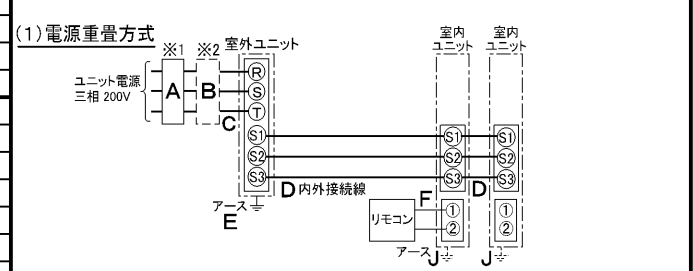 (1)電源重畳方式
※1 ※2 室外ユニット 室内ユニット 室内ユニット
ユニット電源
三相 200V
A B R
S
T
C
S1 S1 S1
S2 S2 S2
S3 S3 D S3
D 内外接続線
アース
E
リモコン F ① ①
② ②
アース J J